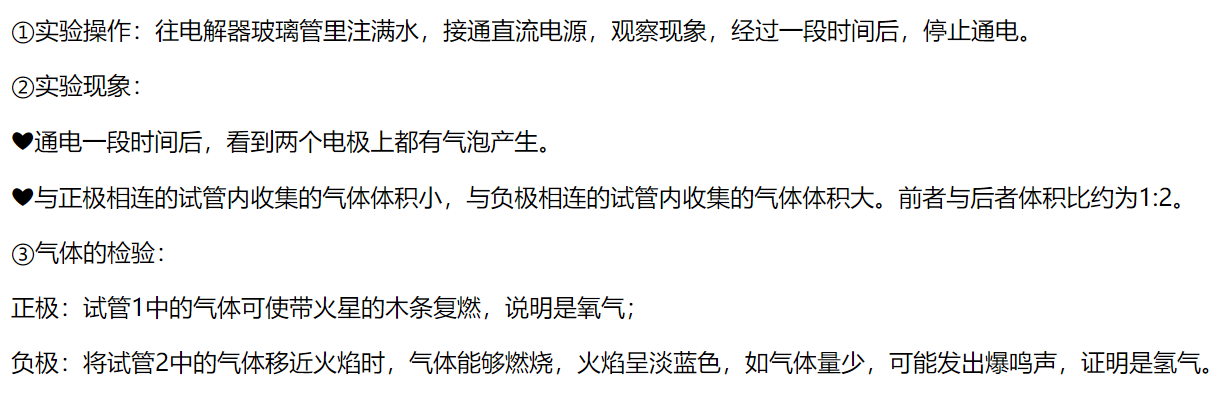 ①实验操作：往电解器玻璃管里注满水，接通直流电源，观察现象，经过一段时间后，停止通电。
②实验现象：
♥通电一段时间后，看到两个电极上都有气泡产生。
♥与正极相连的试管内收集的气体体积小，与负极相连的试管内收集的气体体积大。前者与后者体积比约为1:2。
③气体的检验：
正极：试管1中的气体可使带火星的木条复燃，说明是氧气；
负极：将试管2中的气体移近火焰时，气体能够燃烧，火焰呈淡蓝色，如气体量少，可能发出爆鸣声，证明是氢气。